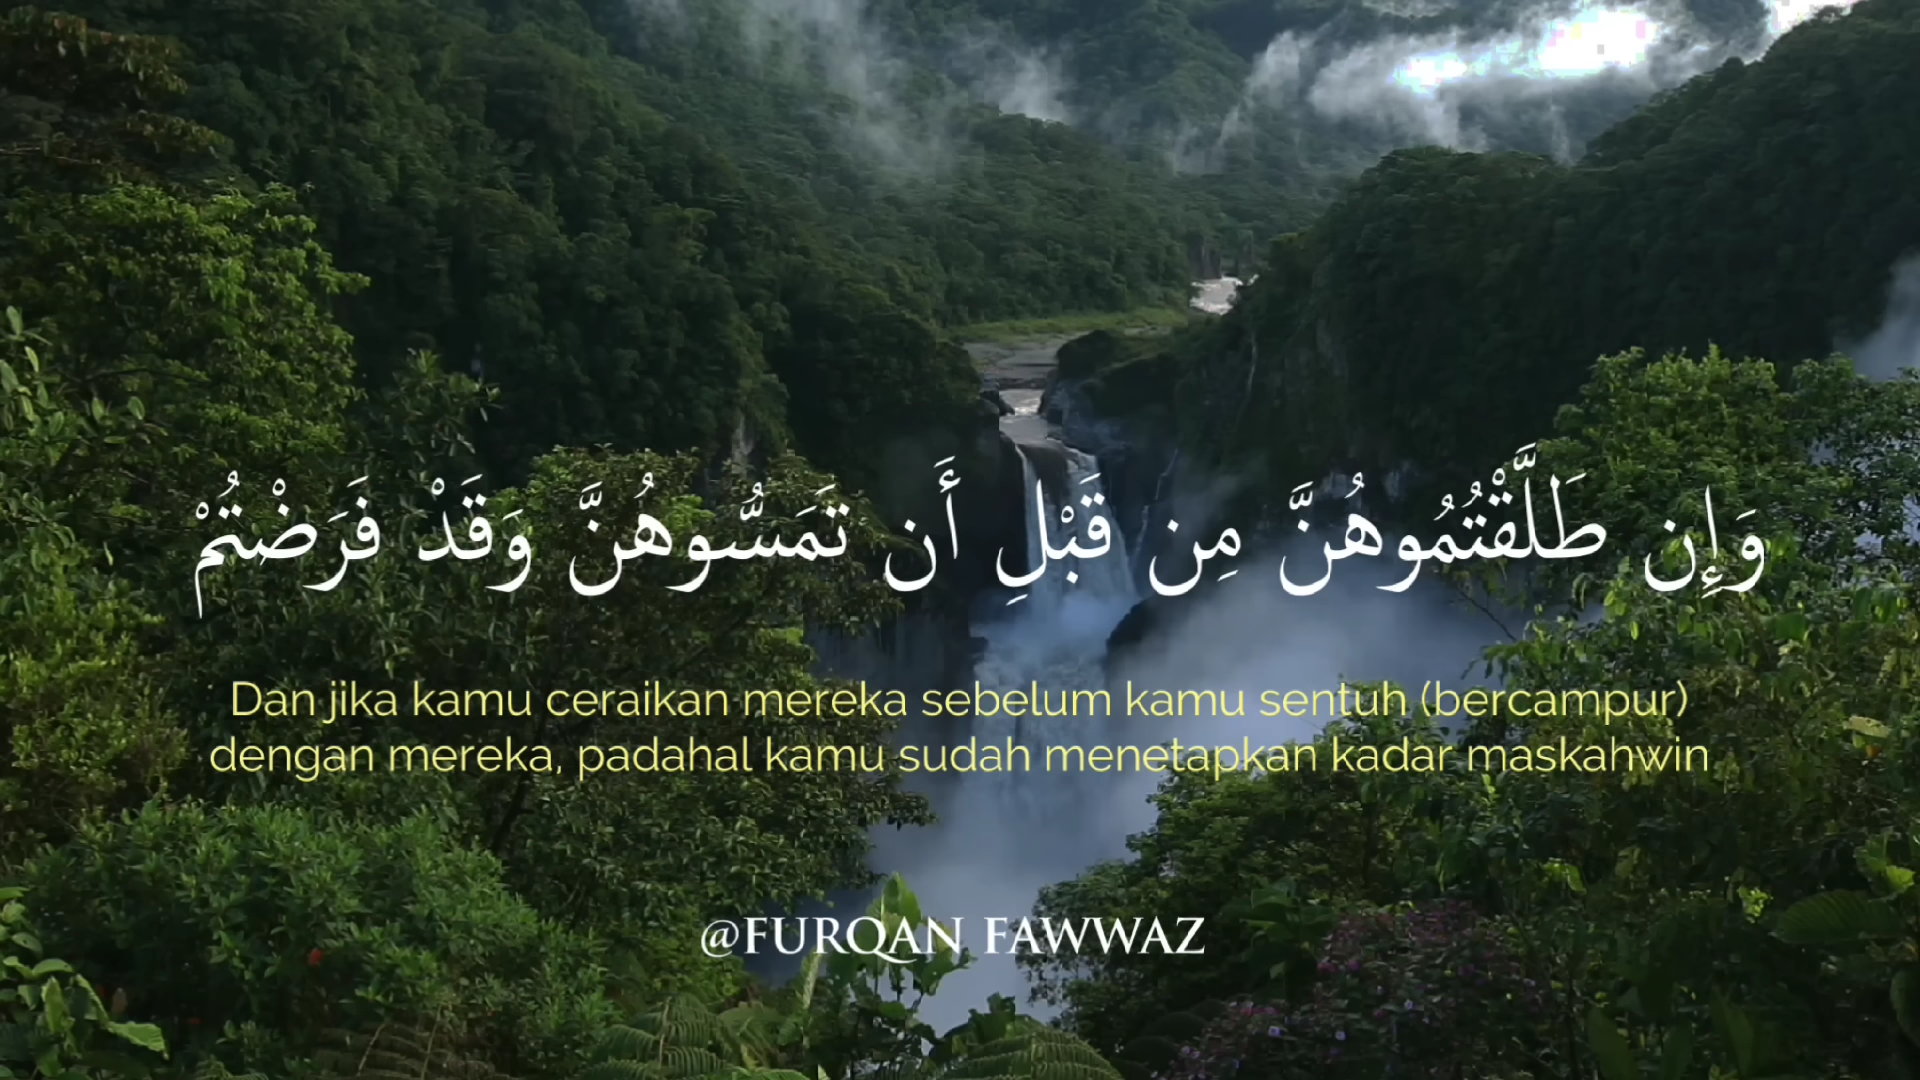 وَإِن طَلَّقْتُمُوهُنَّ مِن قَبْلِ أَن تَمَسُّوهُنَّ وَقَدْ فَرَضْتُمْ
Dan jika kamu ceraikan mereka sebelum kamu sentuh (bercampur)
dengan mereka, padahal kamu sudah menetapkan kadar maskahwin
@FURQAN FAWWAZ